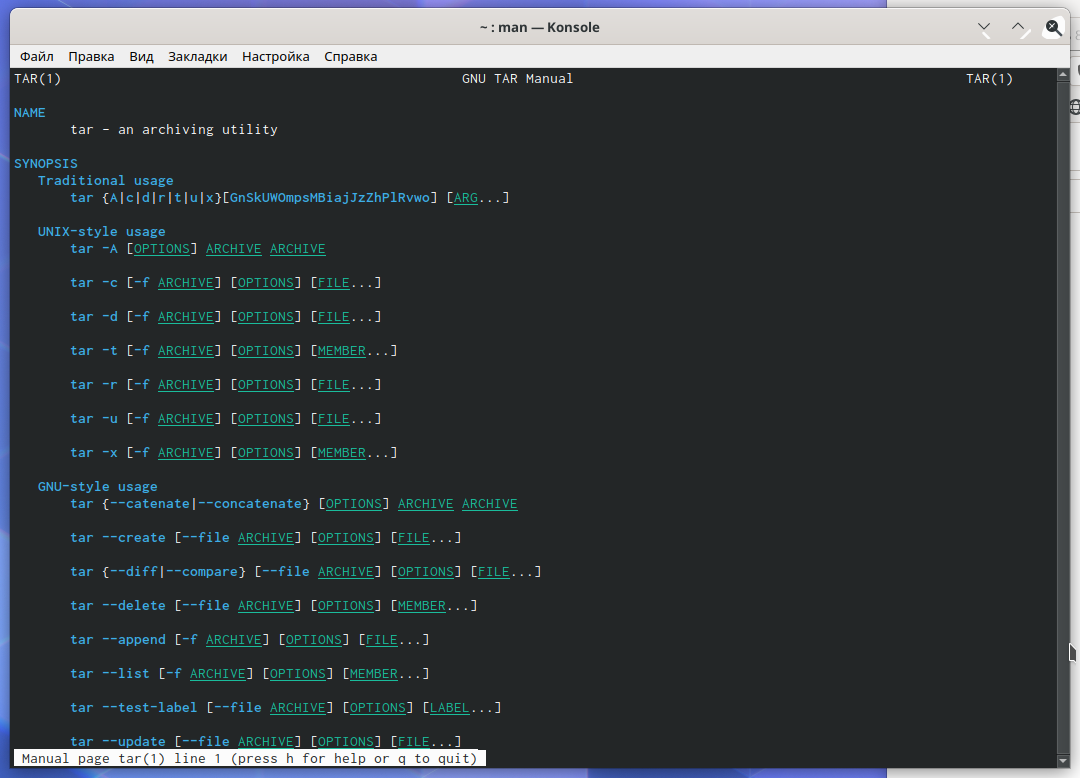 ~ : man — Konsole
Файл Правка Вид Закладки Настройка Справка
TAR(1) GNU TAR Manual TAR(1)
NAME
tar - an archiving utility
SYNOPSIS
Traditional usage
tar {A|c|d|r|t|u|x}[GnSkUWOmpsMBiajJzZhPlRvwo] [ARG...]
UNIX-style usage
tar -A [OPTIONS] ARCHIVE ARCHIVE
tar -c [-f ARCHIVE] [OPTIONS] [FILE...]
tar -d [-f ARCHIVE] [OPTIONS] [FILE...]
tar -t [-f ARCHIVE] [OPTIONS] [MEMBER...]
tar -r [-f ARCHIVE] [OPTIONS] [FILE...]
tar -u [-f ARCHIVE] [OPTIONS] [FILE...]
tar -x [-f ARCHIVE] [OPTIONS] [MEMBER...]
GNU-style usage
tar {--catenate|--concatenate} [OPTIONS] ARCHIVE ARCHIVE
tar --create [--file ARCHIVE] [OPTIONS] [FILE...]
tar {--diff|--compare} [--file ARCHIVE] [OPTIONS] [FILE...]
tar --delete [--file ARCHIVE] [OPTIONS] [MEMBER...]
tar --append [-f ARCHIVE] [OPTIONS] [FILE...]
tar --list [-f ARCHIVE] [OPTIONS] [MEMBER...]
tar --test-label [--file ARCHIVE] [OPTIONS] [LABEL...]
tar --update [--file ARCHIVE] [OPTIONS] [FILE...]
Manual page tar(1) line 1 (press h for help or q to quit)